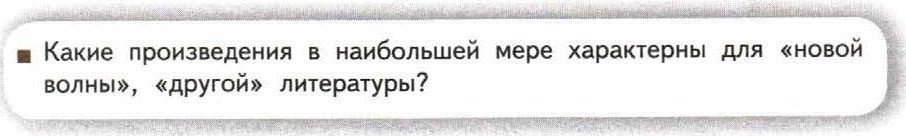 ■ Какие произведения в наибольшей мере характерны для «новой
волны», «другой» литературы?